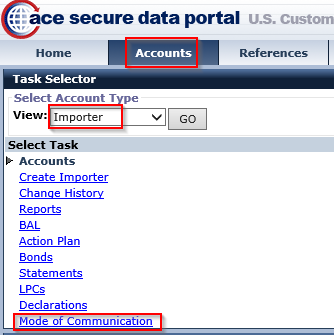 ace secure data portal U.S. Custom
Home Accounts References
Task Selector
Select Account Type
View: Importer GO
Select Task
Accounts
Create Importer
Change History
Reports
BAL
Action Plan
Bonds
Statements
LPCs
Declarations
Mode of Communication